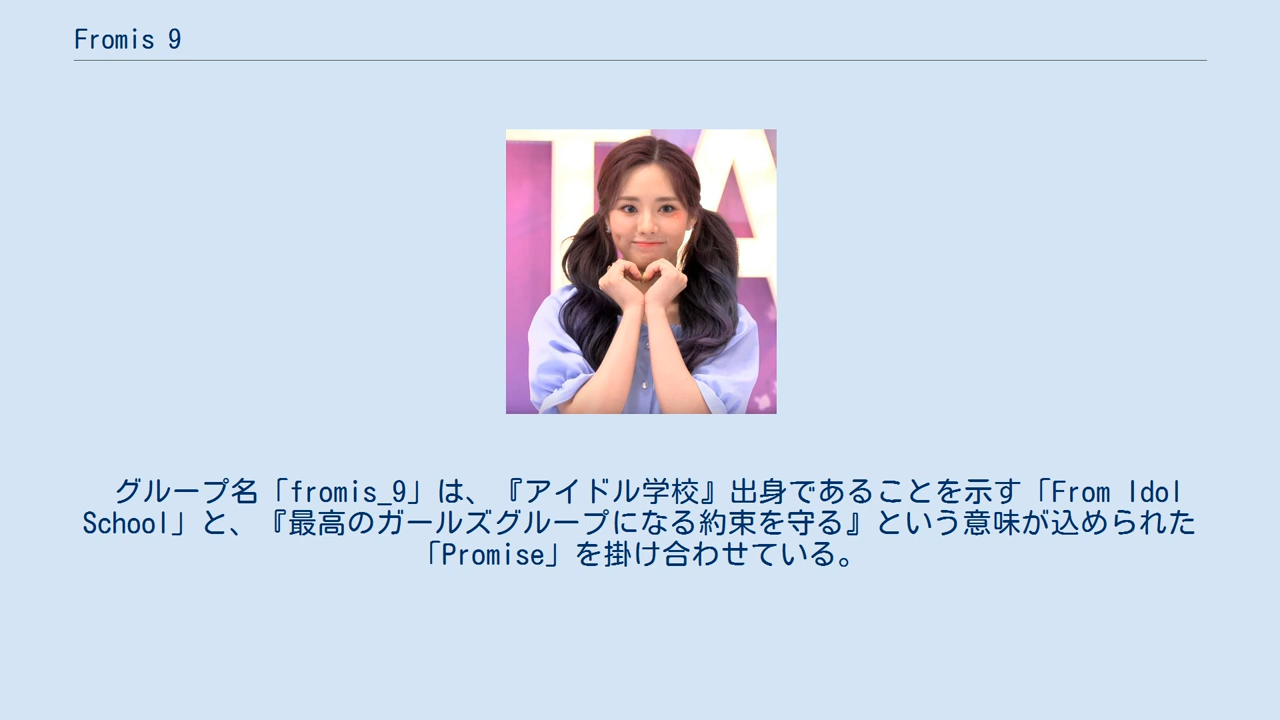 Fromis 9
TA
グループ名「fromis_9」は、『アイドル学校』出身であることを示す「From Idol
School」と、『最高のガールズグループになる約束を守る』という意味が込められた
「Promise」を掛け合わせている。